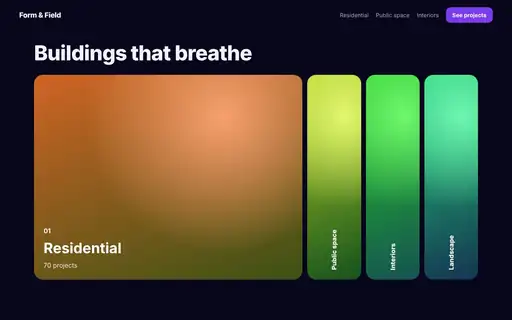 Form & Field
Residential
Public space
Interiors
See projects
Buildings that breathe
01
Residential
70 projects
Public space
Interiors
Landscape